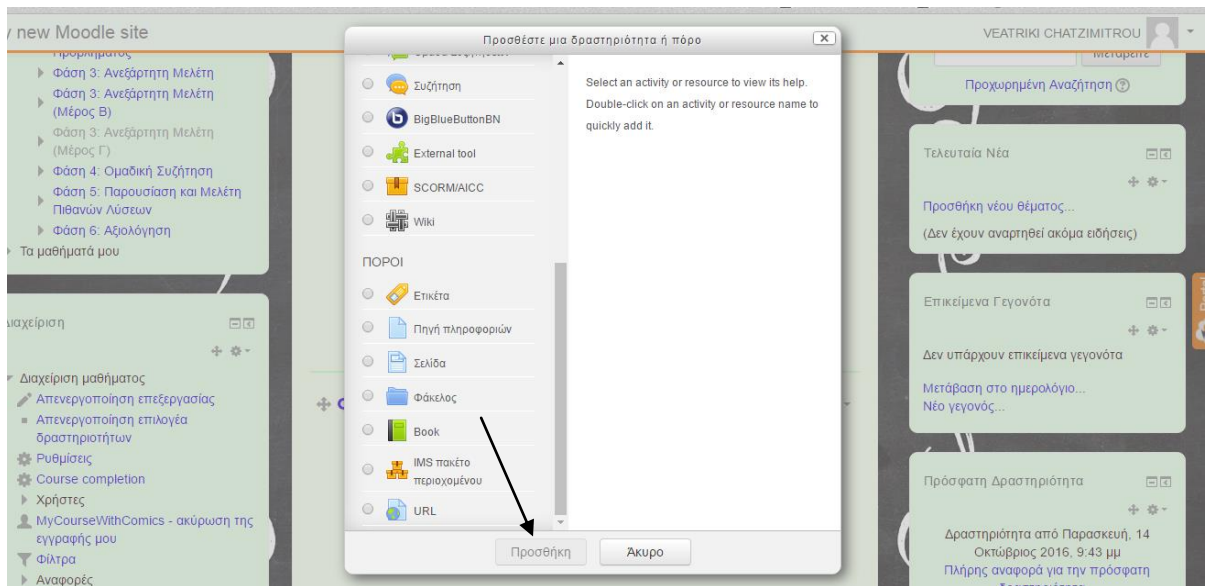 y new Moodle site
VEATRIKI CHATZIMITROU
Φάση 3: Ανεξάρτητη Μελέτη
Φάση 3: Ανεξάρτητη Μελέτη
(Μέρος Β)
Φάση 3: Ανεξάρτητη Μελέτη
(Μέρος Γ)
Φάση 4: Ομαδική Συζήτηση
Φάση 5: Παρουσίαση και Μελέτη
Πιθανών Λύσεων
Φάση 6: Αξιολόγηση
Τα μαθήματά μου
Διαχείριση
Διαχείριση μαθήματος
Απενεργοποίηση επεξεργασίας
Απενεργοποίηση επιλογέα
δραστηριοτήτων
Ρυθμίσεις
Course completion
Χρήστες
MyCourseWithComics - ακύρωση της
εγγραφής μου
Φίλτρα
Αναφορές
Προσθέστε μια δραστηριότητα ή πόρο
Συζήτηση
BigBlueButtonBN
External tool
SCORM/AICC
Wiki
ΠΟΡΟΙ
Ετικέτα
Πηγή πληροφοριών
Σελίδα
Φάκελος
Book
IMS πακέτο
περιοχομένου
URL
Select an activity or resource to view its help.
Double-click on an activity or resource name to
quickly add it.
Προσθήκη
Άκυρο
Προχωρημένη Αναζήτηση
Τελευταία Νέα
Προσθήκη νέου θέματος...
(Δεν έχουν αναρτηθεί ακόμα ειδήσεις)
Επικείμενα Γεγονότα
Δεν υπάρχουν επικείμενα γεγονότα
Μετάβαση στο ημερολόγιο...
Νέο γεγονός...
Πρόσφατη Δραστηριότητα
Δραστηριότητα από Παρασκευή, 14
Οκτώβριος 2016, 9:43 μμ
Πλήρης αναφορά για την πρόσφατη